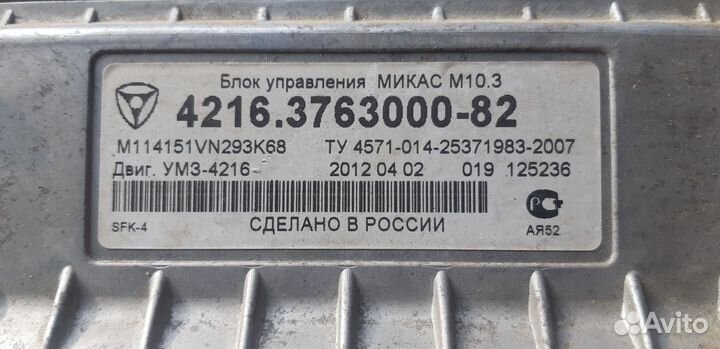 Блок управления МИКАС М10.3
4216.3763000-82
M114151VN293K68 ТУ 4571-014-25371983-2007
Двиг. УМЗ-4216 2012 04 02 019 125236
SFK-4 СДЕЛАНО В РОССИИ АЯ52
Avito